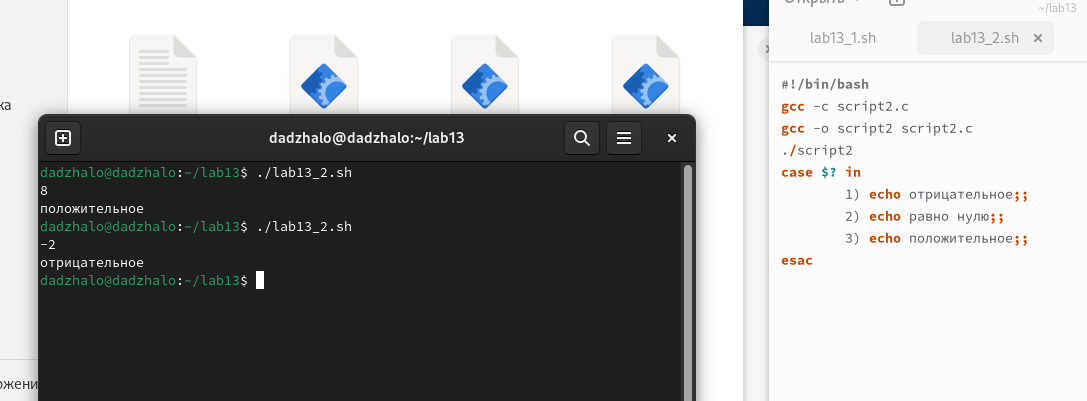 Открыть
~/lab13
lab13_1.sh
lab13_2.sh
#!/bin/bash
gcc -c script2.c
gcc -o script2 script2.c
./script2
case $? in
1) echo отрицательное;;
2) echo равно нулю;;
3) echo положительное;;
esac
dadzhalo@dadzhalo:~/lab13
dadzhalo@dadzhalo:~/lab13$ ./lab13_2.sh
8
положительное
dadzhalo@dadzhalo:~/lab13$ ./lab13_2.sh
-2
отрицательное
dadzhalo@dadzhalo:~/lab13$